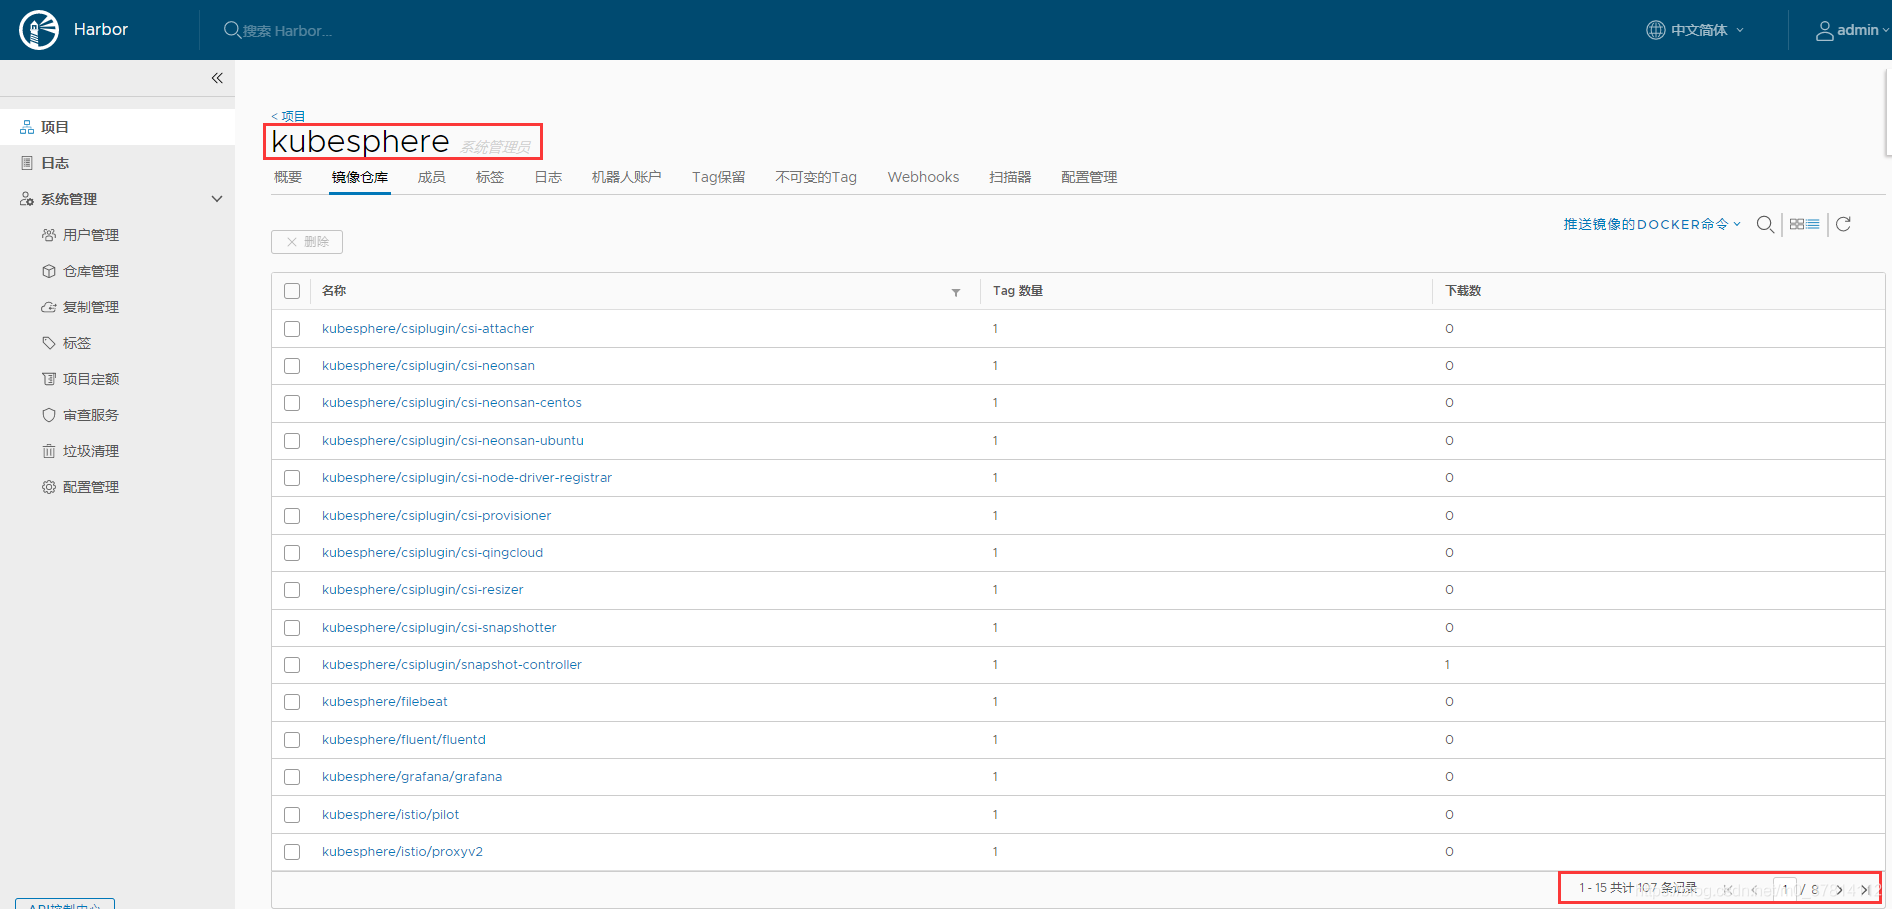 Harbor
搜索 Harbor...
中文简体
admin
项目
日志
系统管理
用户管理
仓库管理
复制管理
标签
项目定额
审查服务
垃圾清理
配置管理
API控制中心
< 项目
kubesphere 系统管理员
概要 镜像仓库 成员 标签 日志 机器人账户 Tag保留 不可变的Tag Webhooks 扫描器 配置管理
推送镜像的DOCKER命令
删除
名称 Tag 数量 下载数
kubesphere/csiplugin/csi-attacher 1 0
kubesphere/csiplugin/csi-neonsan 1 0
kubesphere/csiplugin/csi-neonsan-centos 1 0
kubesphere/csiplugin/csi-neonsan-ubuntu 1 0
kubesphere/csiplugin/csi-node-driver-registrar 1 0
kubesphere/csiplugin/csi-provisioner 1 0
kubesphere/csiplugin/csi-qingcloud 1 0
kubesphere/csiplugin/csi-resizer 1 0
kubesphere/csiplugin/csi-snapshotter 1 0
kubesphere/csiplugin/snapshot-controller 1 1
kubesphere/filebeat 1 0
kubesphere/fluent/fluentd 1 0
kubesphere/grafana/grafana 1 0
kubesphere/istio/pilot 1 0
kubesphere/istio/proxyv2 1 0
1 - 15 共计 107 条记录 1 / 8